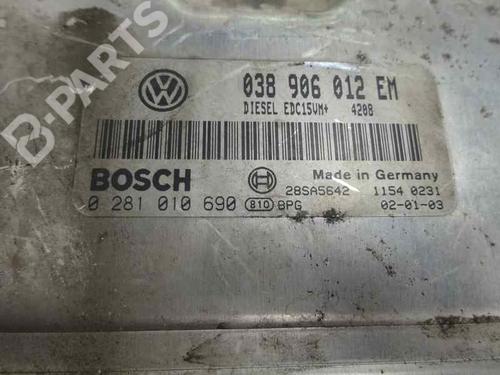 B-PARTS
038 906 012 EM
DIESEL EDC15VM+ 4208
BOSCH
Made in Germany
28SA5642 1154 0231
0 281 010 690 810 BPG 02-01-03